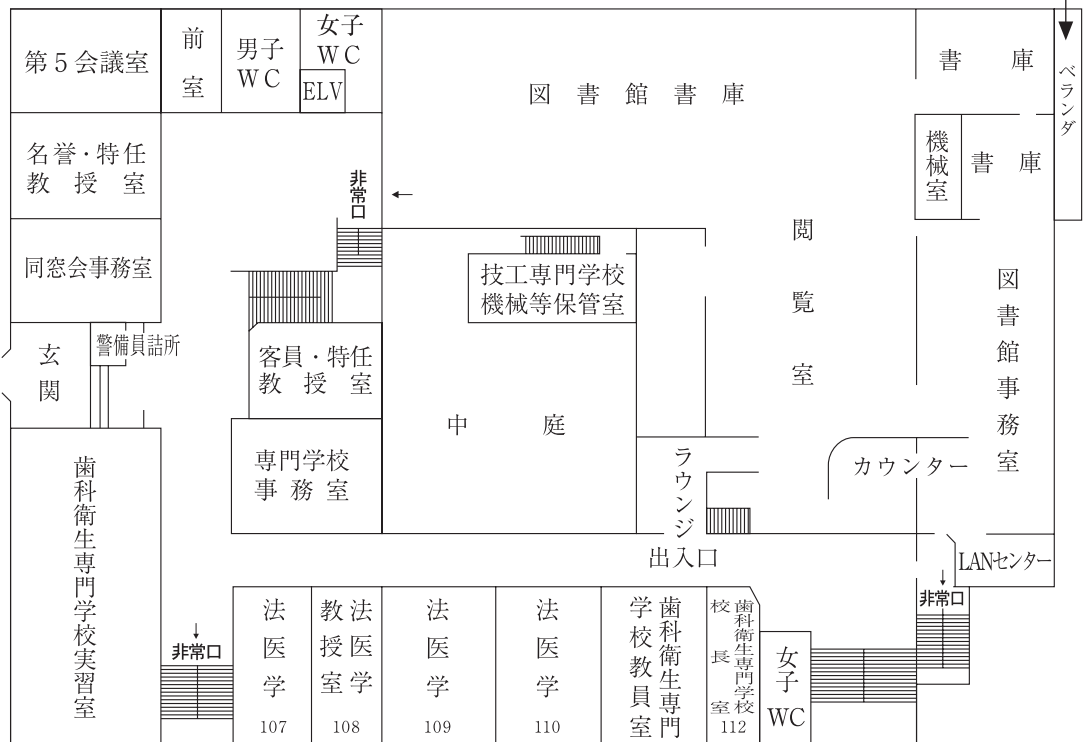 第5会議室
前室
男子
WC
女子
WC
ELV
図書館書庫
書庫
ベランダ
名誉・特任
教授室
非常口
←
機械室
書庫
同窓会事務室
技工専門学校
機械等保管室
閲覧室
図書館事務室
玄関
警備員詰所
客員・特任
教授室
中庭
専門学校
事務室
ラウンジ
カウンター
歯科衛生専門学校実習室
出入口
LANセンター
非常口
非常口
法医学
107
法医学
教授室
108
法医学
109
法医学
110
歯科衛生専門
学校教員室
歯科衛生専門学校
校長室
112
女子
WC